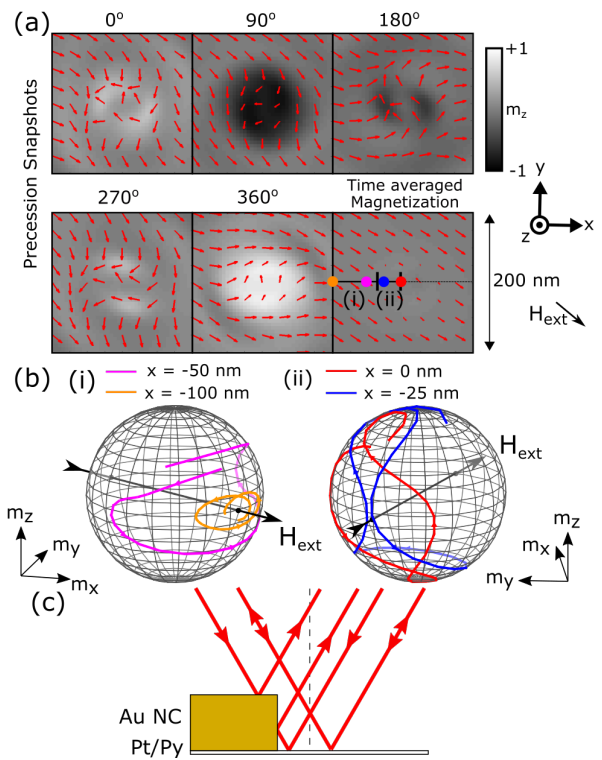 (a)
0°
90°
180°
Precession Snapshots
+1
m_z
-1
270°
360°
Time averaged
Magnetization
y
x
z
(i)
(ii)
200 nm
H_ext
(b)
(i)
x = -50 nm
x = -100 nm
(ii)
x = 0 nm
x = -25 nm
H_ext
H_ext
m_z
m_y
m_x
m_z
m_x
m_y
(c)
Au NC
Pt/Py